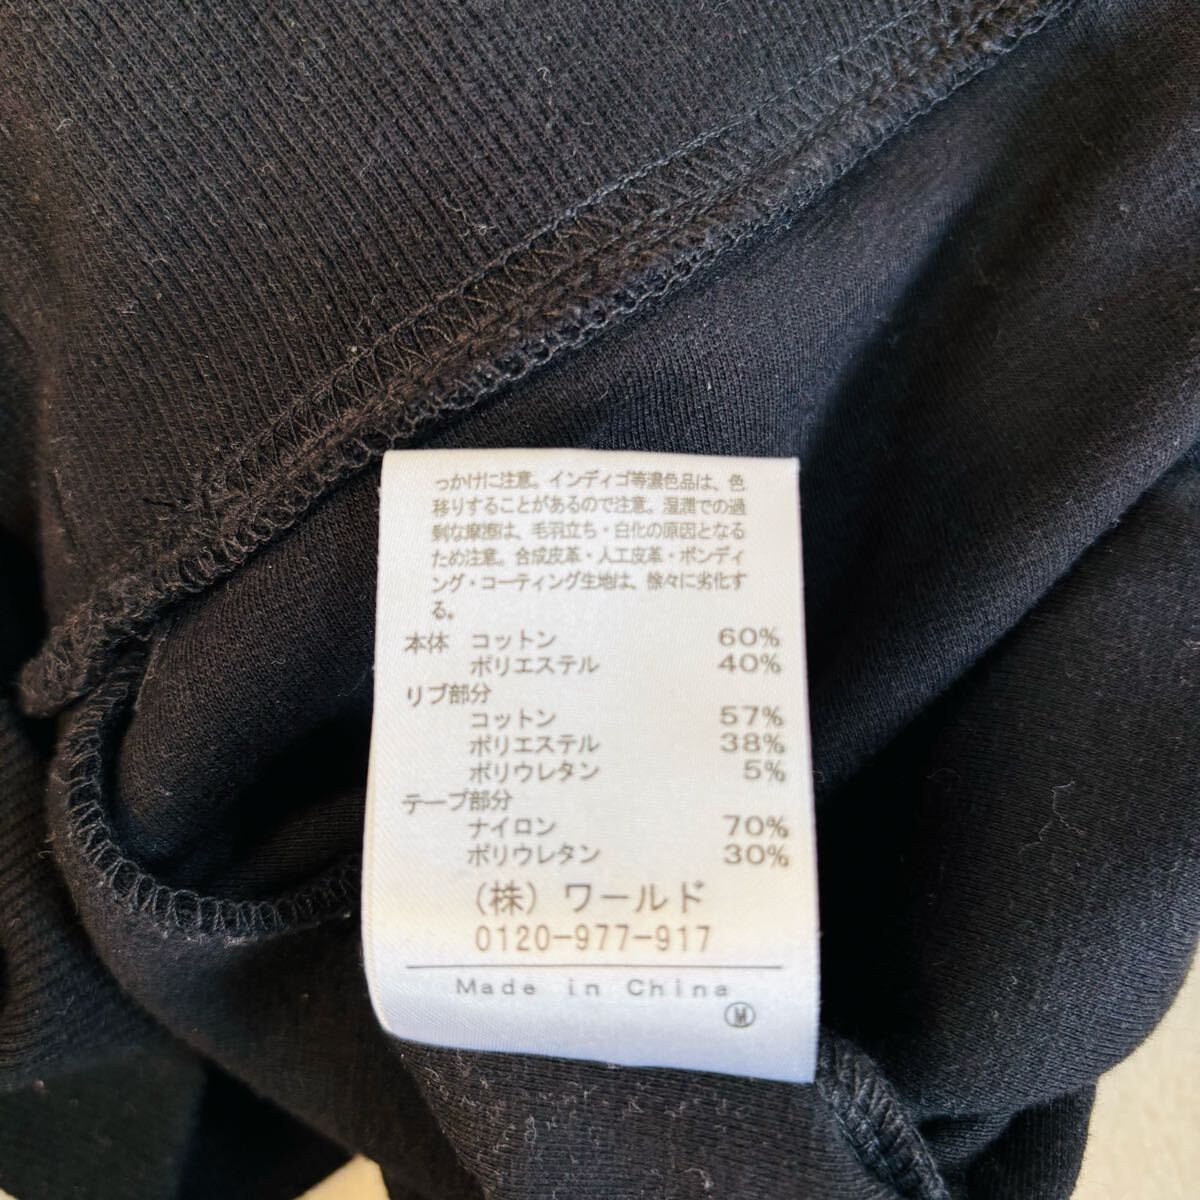 っかけに注意。インディゴ等濃色品は、色
移りすることがあるので注意。湿潤での過
剰な摩擦は、毛羽立ち・白化の原因となる
ため注意。合成皮革・人工皮革・ボンディ
ング・コーティング生地は、徐々に劣化す
る。
本体 コットン 60%
ポリエステル 40%
リブ部分
コットン 57%
ポリエステル 38%
ポリウレタン 5%
テープ部分
ナイロン 70%
ポリウレタン 30%
(株)ワールド
0120-977-917
Made in China